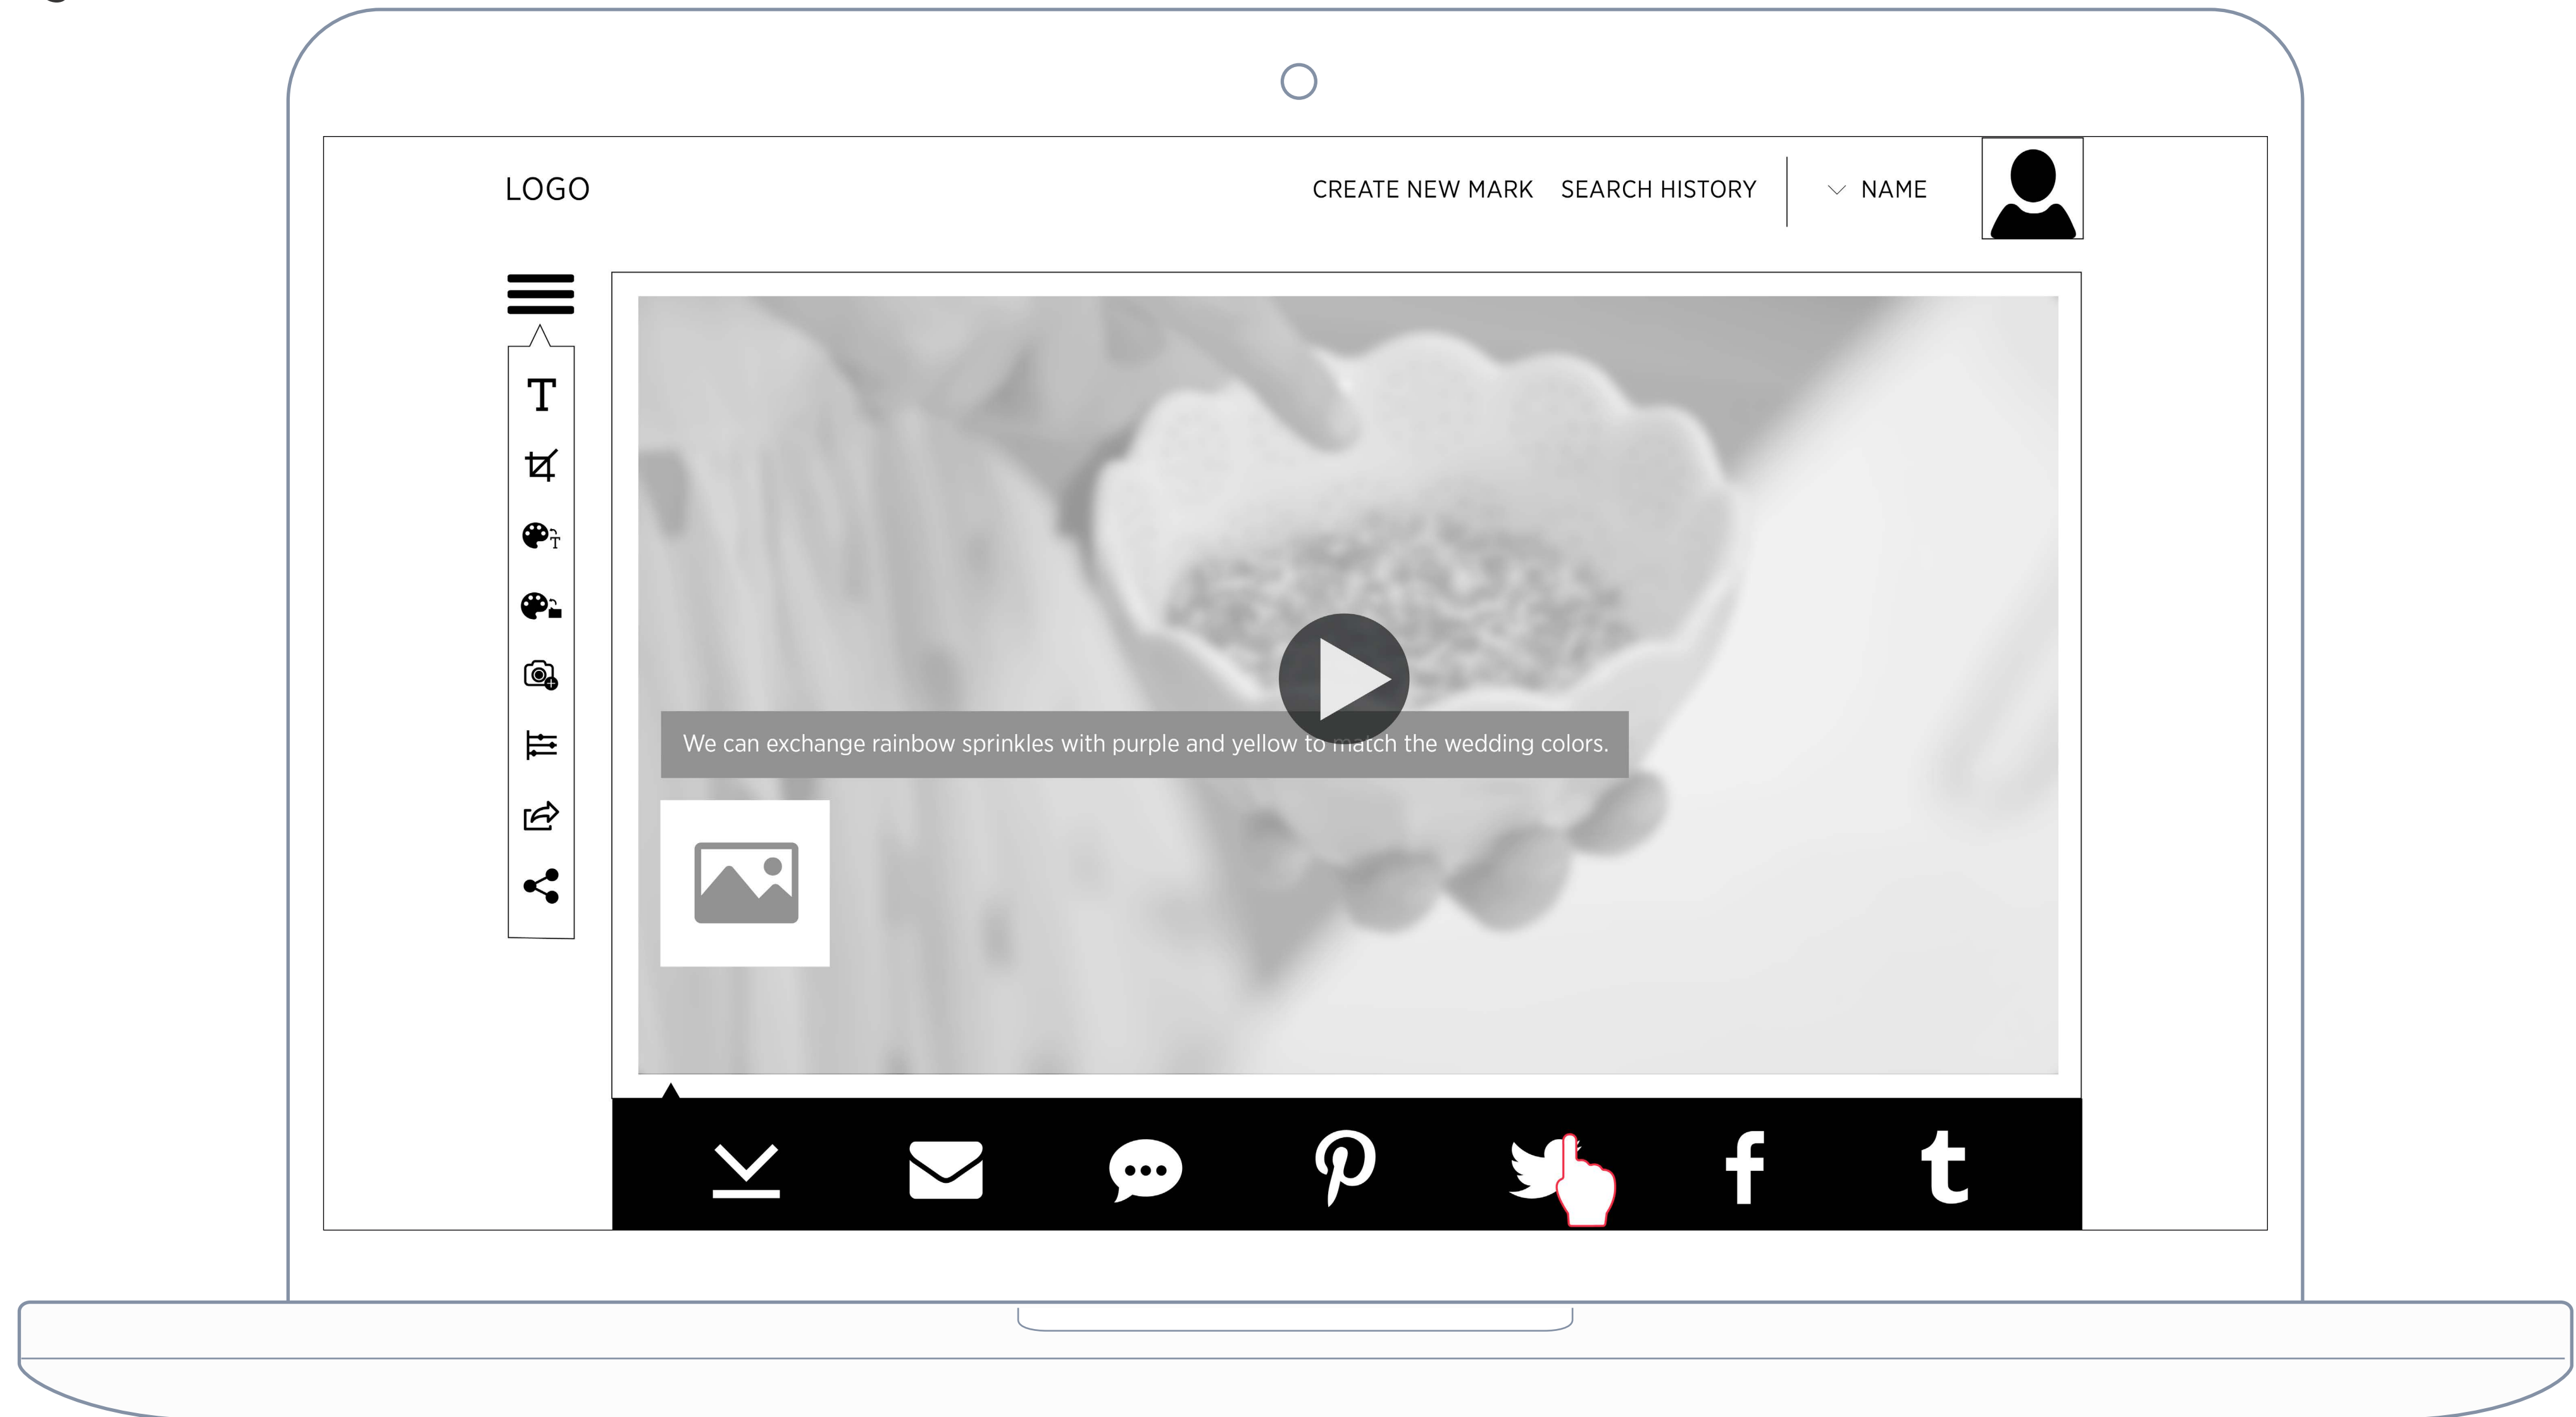 LOGO
CREATE NEW MARK SEARCH HISTORY NAME
T
T
We can exchange rainbow sprinkles with purple and yellow to match the wedding colors.